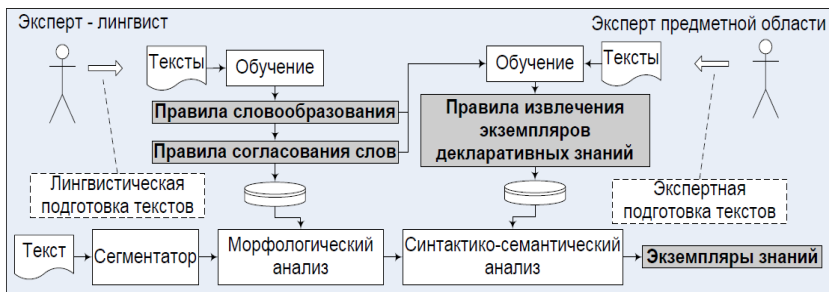 Эксперт - лингвист
Эксперт предметной области
Тексты
Обучение
Обучение
Тексты
Правила словообразования
Правила согласования слов
Правила извлечения
экземпляров
декларативных знаний
Лингвистическая
подготовка текстов
Экспертная
подготовка текстов
Текст
Сегментатор
Морфологический
анализ
Синтактико-семантический
анализ
Экземпляры знаний